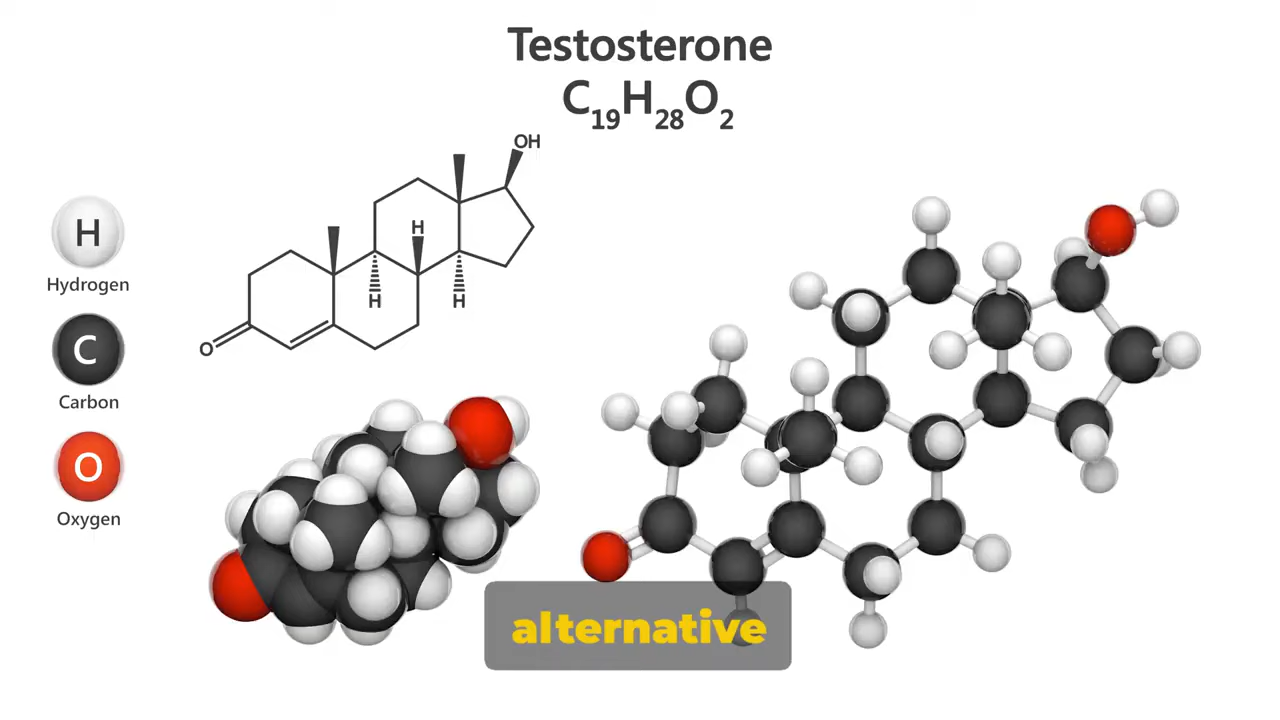 Testosterone
C₁₉H₂₈O₂
OH
H
H
H
O
H
Hydrogen
C
Carbon
O
Oxygen
alternative